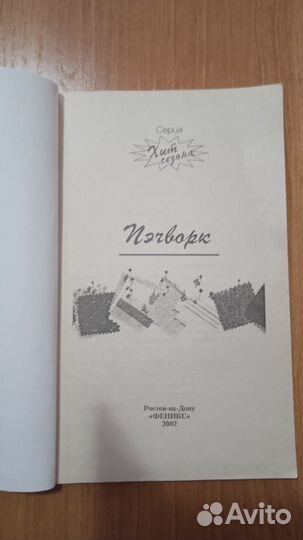 Серия
Хит
сезона
Пэчворк
Ростов-на-Дону
«ФЕНИКС»
2002
Avito